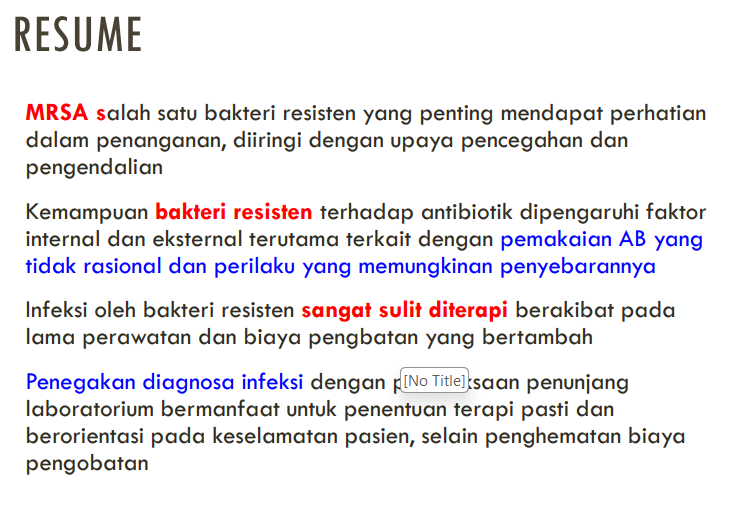 RESUME
MRSA salah satu bakteri resisten yang penting mendapat perhatian
dalam penanganan, diiringi dengan upaya pencegahan dan
pengendalian
Kemampuan bakteri resisten terhadap antibiotik dipengaruhi faktor
internal dan eksternal terutama terkait dengan pemakaian AB yang
tidak rasional dan perilaku yang memungkinan penyebarannya
Infeksi oleh bakteri resisten sangat sulit diterapi berakibat pada
lama perawatan dan biaya pengbatan yang bertambah
Penegakan diagnosa infeksi dengan [No Title] penunjang
laboratorium bermanfaat untuk penentuan terapi pasti dan
berorientasi pada keselamatan pasien, selain penghematan biaya
pengobatan